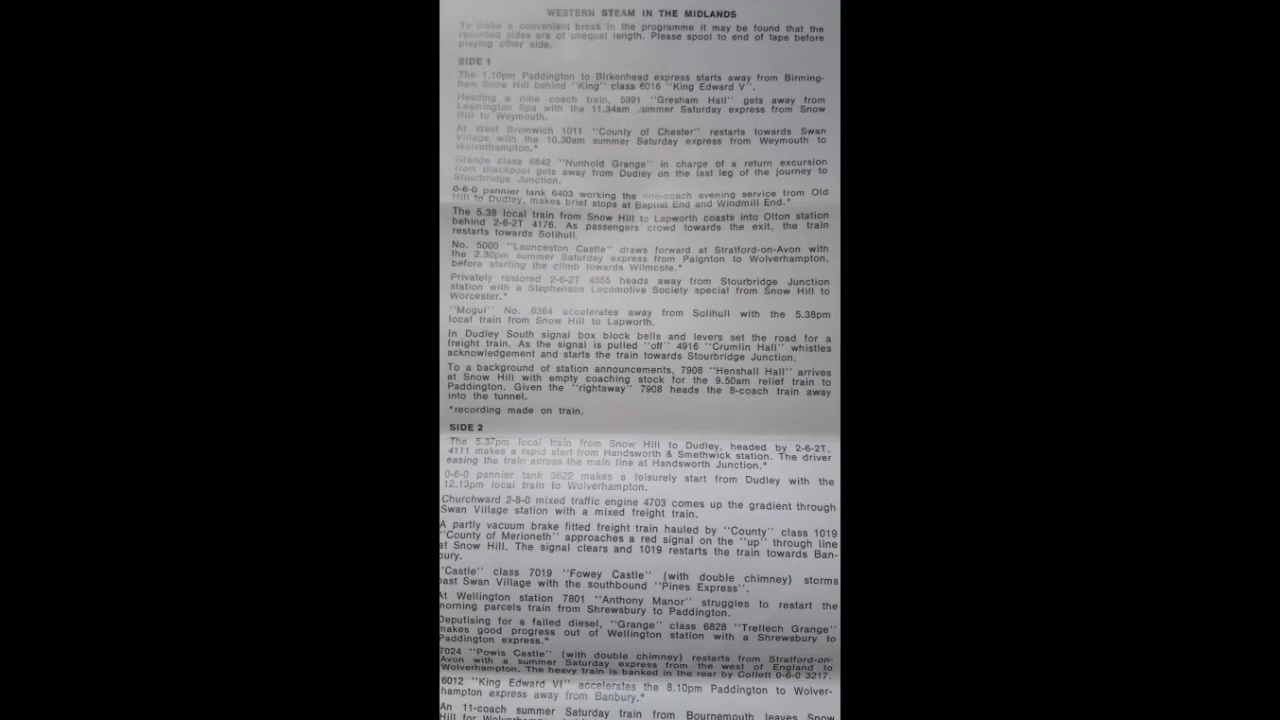 WESTERN STEAM IN THE MIDLANDS
To make a convenient break in the programme it may be found that the
recorded sides are of unequal length. Please spool to end of tape before
playing other side.
SIDE 1
The 1.10pm Paddington to Birkenhead express starts away from Birming-
ham Snow Hill behind "King" class 6016 "King Edward V".
Heading a nine coach train, 5991 "Gresham Hall" gets away from
Leamington Spa with the 11.34am summer Saturday express from Snow
Hill to Weymouth.
At West Bromwich 1011 "County of Chester" restarts towards Swan
Village with the 10.30am summer Saturday express from Weymouth to
Wolverhampton.*
Grange class 6842 "Nunhold Grange" in charge of a return excursion
from Blackpool gets away from Dudley on the last leg of the journey to
Stourbridge Junction.
0-6-0 pannier tank 6403 working the one-coach evening service from Old
Hill to Dudley, makes brief stops at Baptist End and Windmill End.*
The 5.38 local train from Snow Hill to Lapworth coasts into Olton station
behind 2-6-2T 4176. As passengers crowd towards the exit, the train
restarts towards Solihull.
No. 5000 "Launceston Castle" draws forward at Stratford-on-Avon with
the 2.30pm summer Saturday express from Paignton to Wolverhampton,
before starting the climb towards Wilmcote.*
Privately restored 2-6-2T 4555 heads away from Stourbridge Junction
station with a Stephenson Locomotive Society special from Snow Hill to
Worcester.*
"Mogul" No. 6364 accelerates away from Solihull with the 5.38pm
local train from Snow Hill to Lapworth.
In Dudley South signal box block bells and levers set the road for a
freight train. As the signal is pulled "off" 4916 "Crumlin Hall" whistles
acknowledgement and starts the train towards Stourbridge Junction.
To a background of station announcements, 7908 "Henshall Hall" arrives
at Snow Hill with empty coaching stock for the 9.50am relief train to
Paddington. Given the "rightaway" 7908 heads the 8-coach train away
into the tunnel.
*recording made on train.
SIDE 2
The 5.37pm local train from Snow Hill to Dudley, headed by 2-6-2T,
4111 makes a rapid start from Handsworth & Smethwick station. The driver
easing the train across the main line at Handsworth Junction.*
0-6-0 pannier tank 3622 makes a leisurely start from Dudley with the
12.13pm local train to Wolverhampton.
Churchward 2-8-0 mixed traffic engine 4703 comes up the gradient through
Swan Village station with a mixed freight train.
A partly vacuum brake fitted freight train hauled by "County" class 1019
"County of Merioneth" approaches a red signal on the "up" through line
at Snow Hill. The signal clears and 1019 restarts the train towards Ban-
bury.
"Castle" class 7019 "Fowey Castle" (with double chimney) storms
past Swan Village with the southbound "Pines Express".
At Wellington station 7801 "Anthony Manor" struggles to restart the
morning parcels train from Shrewsbury to Paddington.
Deputising for a failed diesel, "Grange" class 6828 "Trellech Grange"
makes good progress out of Wellington station with a Shrewsbury to
Paddington express.*
7024 "Powis Castle" (with double chimney) restarts from Stratford-on-
Avon with a summer Saturday express from the west of England to
Wolverhampton. The heavy train is banked in the rear by Collett 0-6-0 3217.
6012 "King Edward VI" accelerates the 8.10pm Paddington to Wolver-
hampton express away from Banbury.*
An 11-coach summer Saturday train from Bournemouth leaves Snow
Hill for